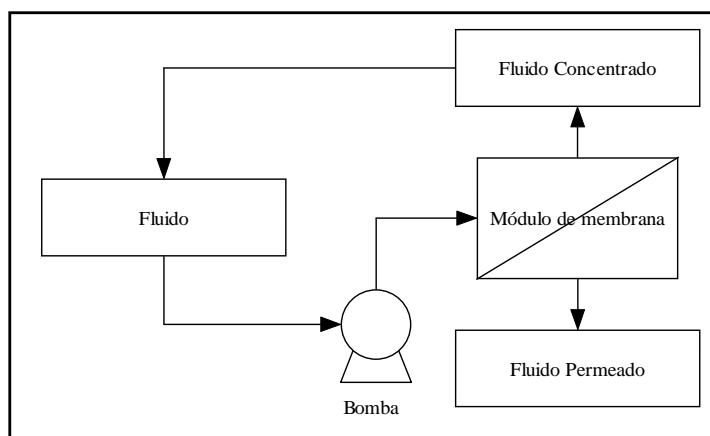 Fluido Concentrado
Fluido
Módulo de membrana
Fluido Permeado
Bomba